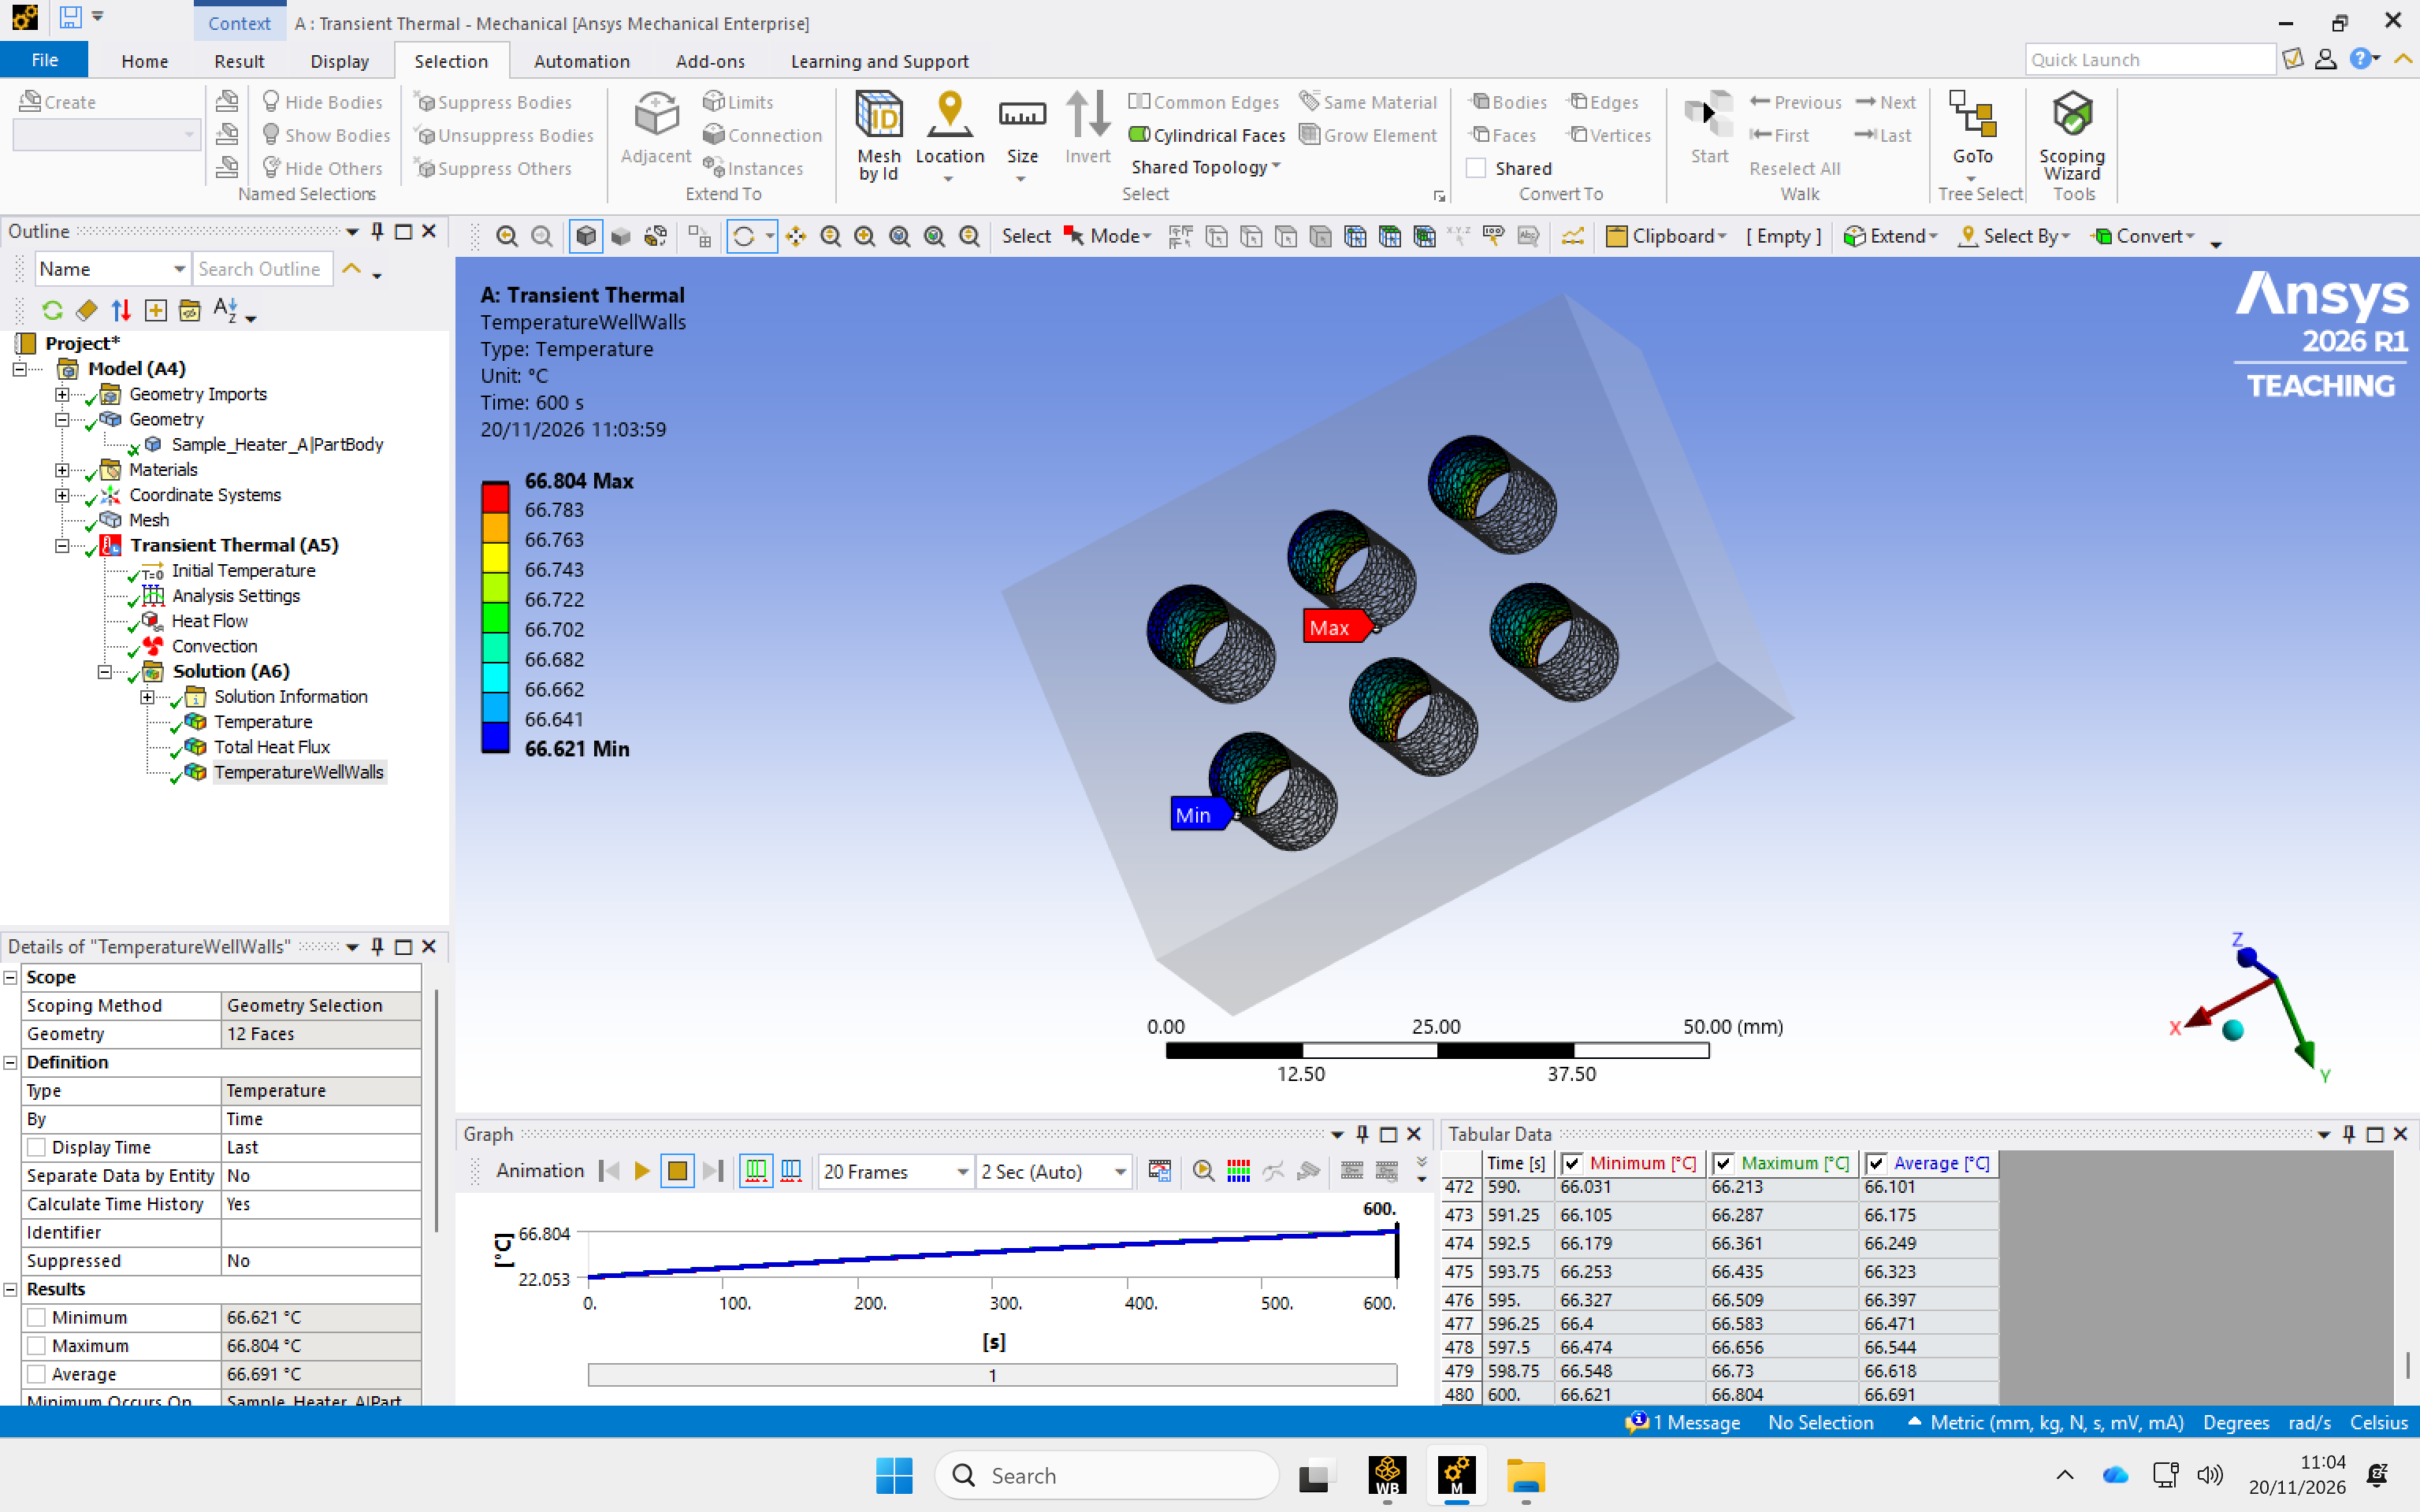 Context
A : Transient Thermal - Mechanical [Ansys Mechanical Enterprise]
File
Home
Result
Display
Selection
Automation
Add-ons
Learning and Support
Quick Launch
Create
Hide Bodies
Show Bodies
Hide Others
Named Selections
Suppress Bodies
Unsuppress Bodies
Suppress Others
Adjacent
Limits
Connection
Instances
Extend To
Mesh
by Id
Location
Size
Invert
Common Edges
Cylindrical Faces
Shared Topology
Same Material
Grow Element
Select
Bodies
Edges
Faces
Vertices
Shared
Convert To
Start
Previous
Next
First
Last
Reselect All
Walk
GoTo
Tree Select
Scoping
Wizard
Tools
Outline
Name
Search Outline
Project*
Model (A4)
Geometry Imports
Geometry
Sample_Heater_A|PartBody
Materials
Coordinate Systems
Mesh
Transient Thermal (A5)
T=0 Initial Temperature
Analysis Settings
Heat Flow
Convection
Solution (A6)
Solution Information
Temperature
Total Heat Flux
TemperatureWellWalls
Select
Mode
Clipboard
[ Empty ]
Extend
Select By
Convert
A: Transient Thermal
TemperatureWellWalls
Type: Temperature
Unit: °C
Time: 600 s
20/11/2026 11:03:59
66.804 Max
66.783
66.763
66.743
66.722
66.702
66.682
66.662
66.641
66.621 Min
Max
Min
Ansys
2026 R1
TEACHING
0.00 25.00 50.00 (mm)
12.50 37.50
Z
X
Y
Details of "TemperatureWellWalls"
Scope
Scoping Method Geometry Selection
Geometry 12 Faces
Definition
Type Temperature
By Time
Display Time Last
Separate Data by Entity No
Calculate Time History Yes
Identifier
Suppressed No
Results
Minimum 66.621 °C
Maximum 66.804 °C
Average 66.691 °C
Minimum Occurs On Sample_Heater_A|Part
Graph
Animation
20 Frames
2 Sec (Auto)
600.
[°C]
66.804
22.053
0. 100. 200. 300. 400. 500. 600.
[s]
1
Tabular Data
Time [s] Minimum [°C] Maximum [°C] Average [°C]
472 590. 66.031 66.213 66.101
473 591.25 66.105 66.287 66.175
474 592.5 66.179 66.361 66.249
475 593.75 66.253 66.435 66.323
476 595. 66.327 66.509 66.397
477 596.25 66.4 66.583 66.471
478 597.5 66.474 66.656 66.544
479 598.75 66.548 66.73 66.618
480 600. 66.621 66.804 66.691
1 Message
No Selection
Metric (mm, kg, N, s, mV, mA)
Degrees
rad/s
Celsius
Search
WB
M
11:04
20/11/2026